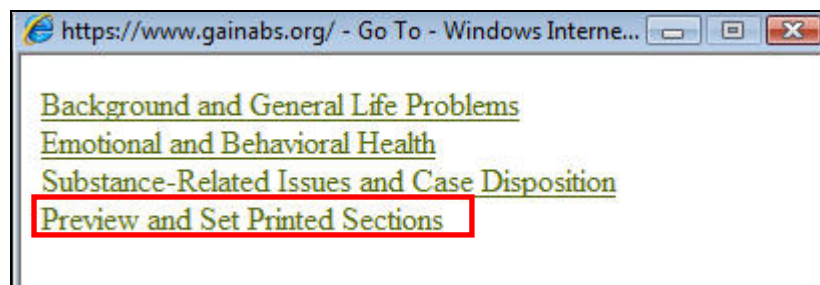 https://www.gainabs.org/ - Go To - Windows Interne...
Background and General Life Problems
Emotional and Behavioral Health
Substance-Related Issues and Case Disposition
Preview and Set Printed Sections